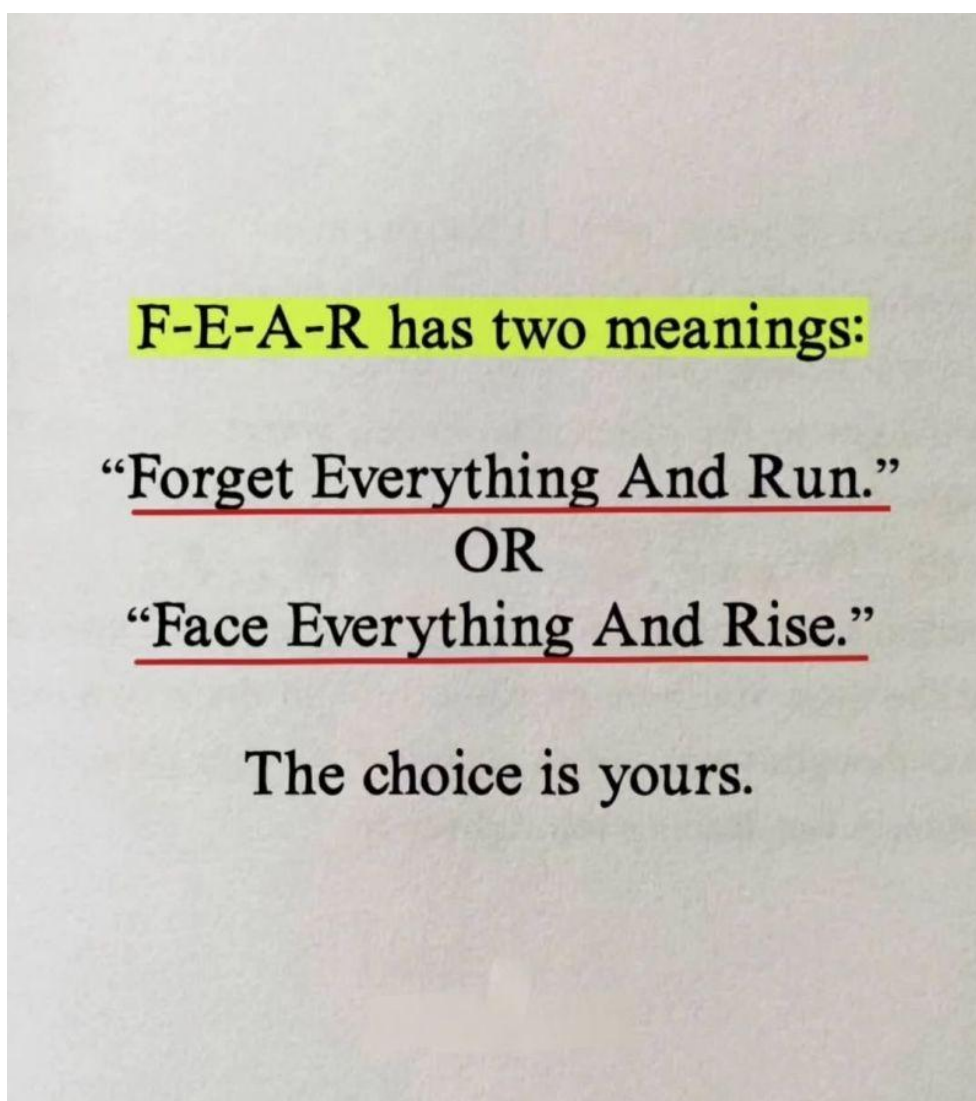 F-E-A-R has two meanings:
“Forget Everything And Run.”
OR
“Face Everything And Rise.”
The choice is yours.